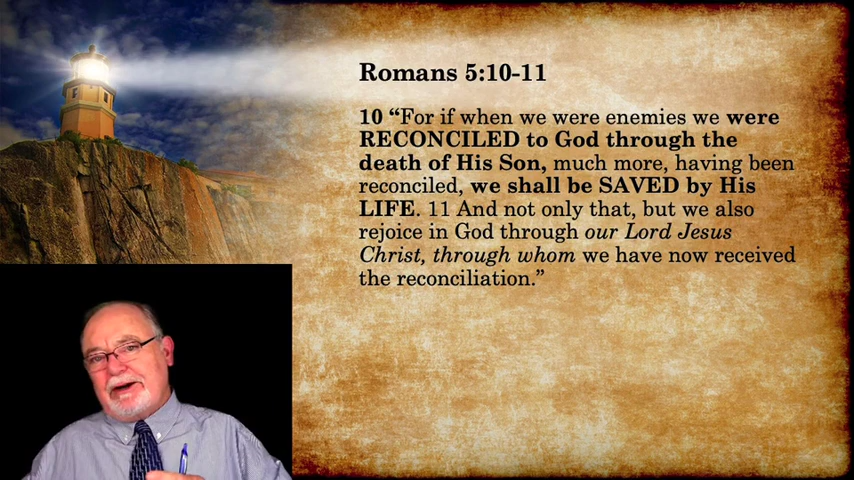 Romans 5:10-11
10 “For if when we were enemies we were
RECONCILED to God through the
death of His Son, much more, having been
reconciled, we shall be SAVED by His
LIFE. 11 And not only that, but we also
rejoice in God through our Lord Jesus
Christ, through whom we have now received
the reconciliation.”